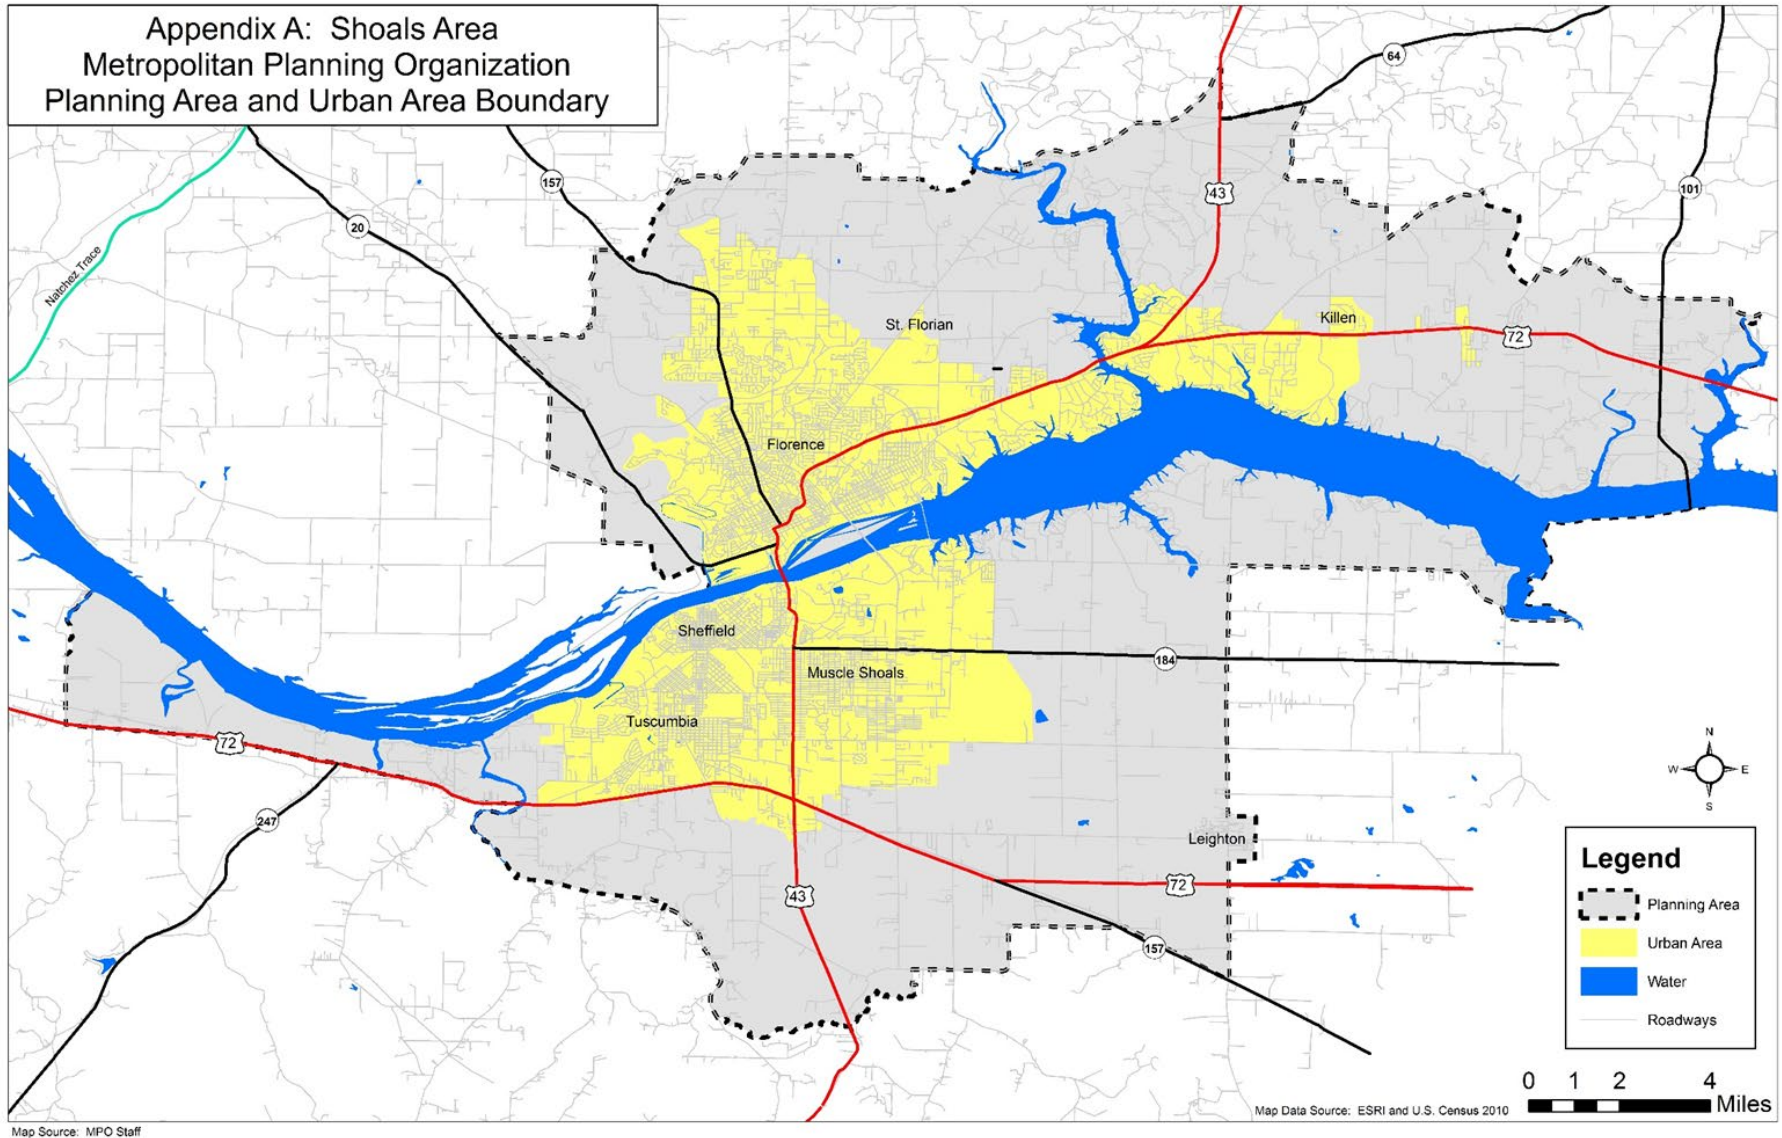 Appendix A: Shoals Area
Metropolitan Planning Organization
Planning Area and Urban Area Boundary
64
157
43
101
20
Natchez Trace
St. Florian
Killen
72
Florence
Sheffield
184
Muscle Shoals
Tuscumbia
72
N
W E
S
247
Leighton
72
43
157
Legend
Planning Area
Urban Area
Water
Roadways
0 1 2 4
Miles
Map Data Source: ESRI and U.S. Census 2010
Map Source: MPO Staff